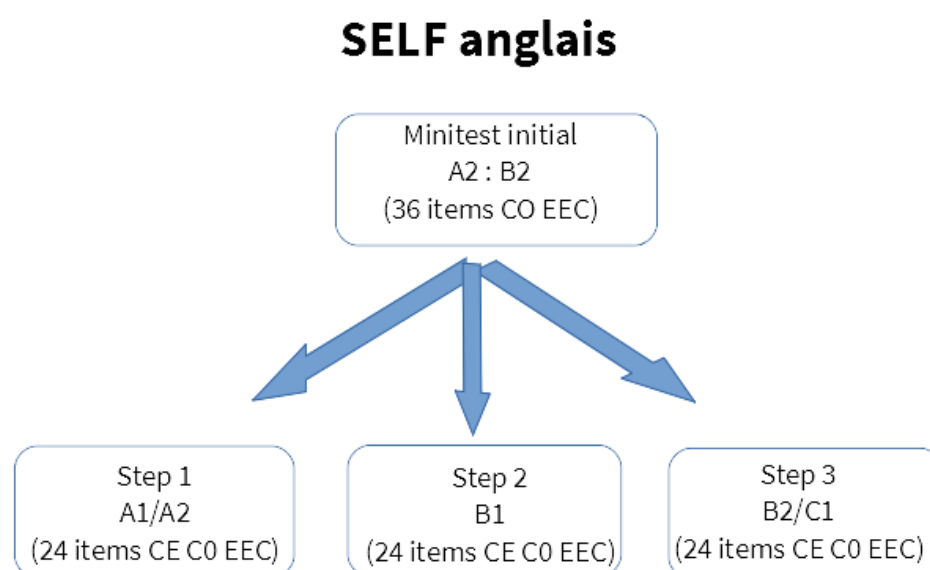 SELF anglais
Minitest initial
A2 : B2
(36 items CO EEC)
Step 1
A1/A2
(24 items CE C0 EEC)
Step 2
B1
(24 items CE C0 EEC)
Step 3
B2/C1
(24 items CE C0 EEC)